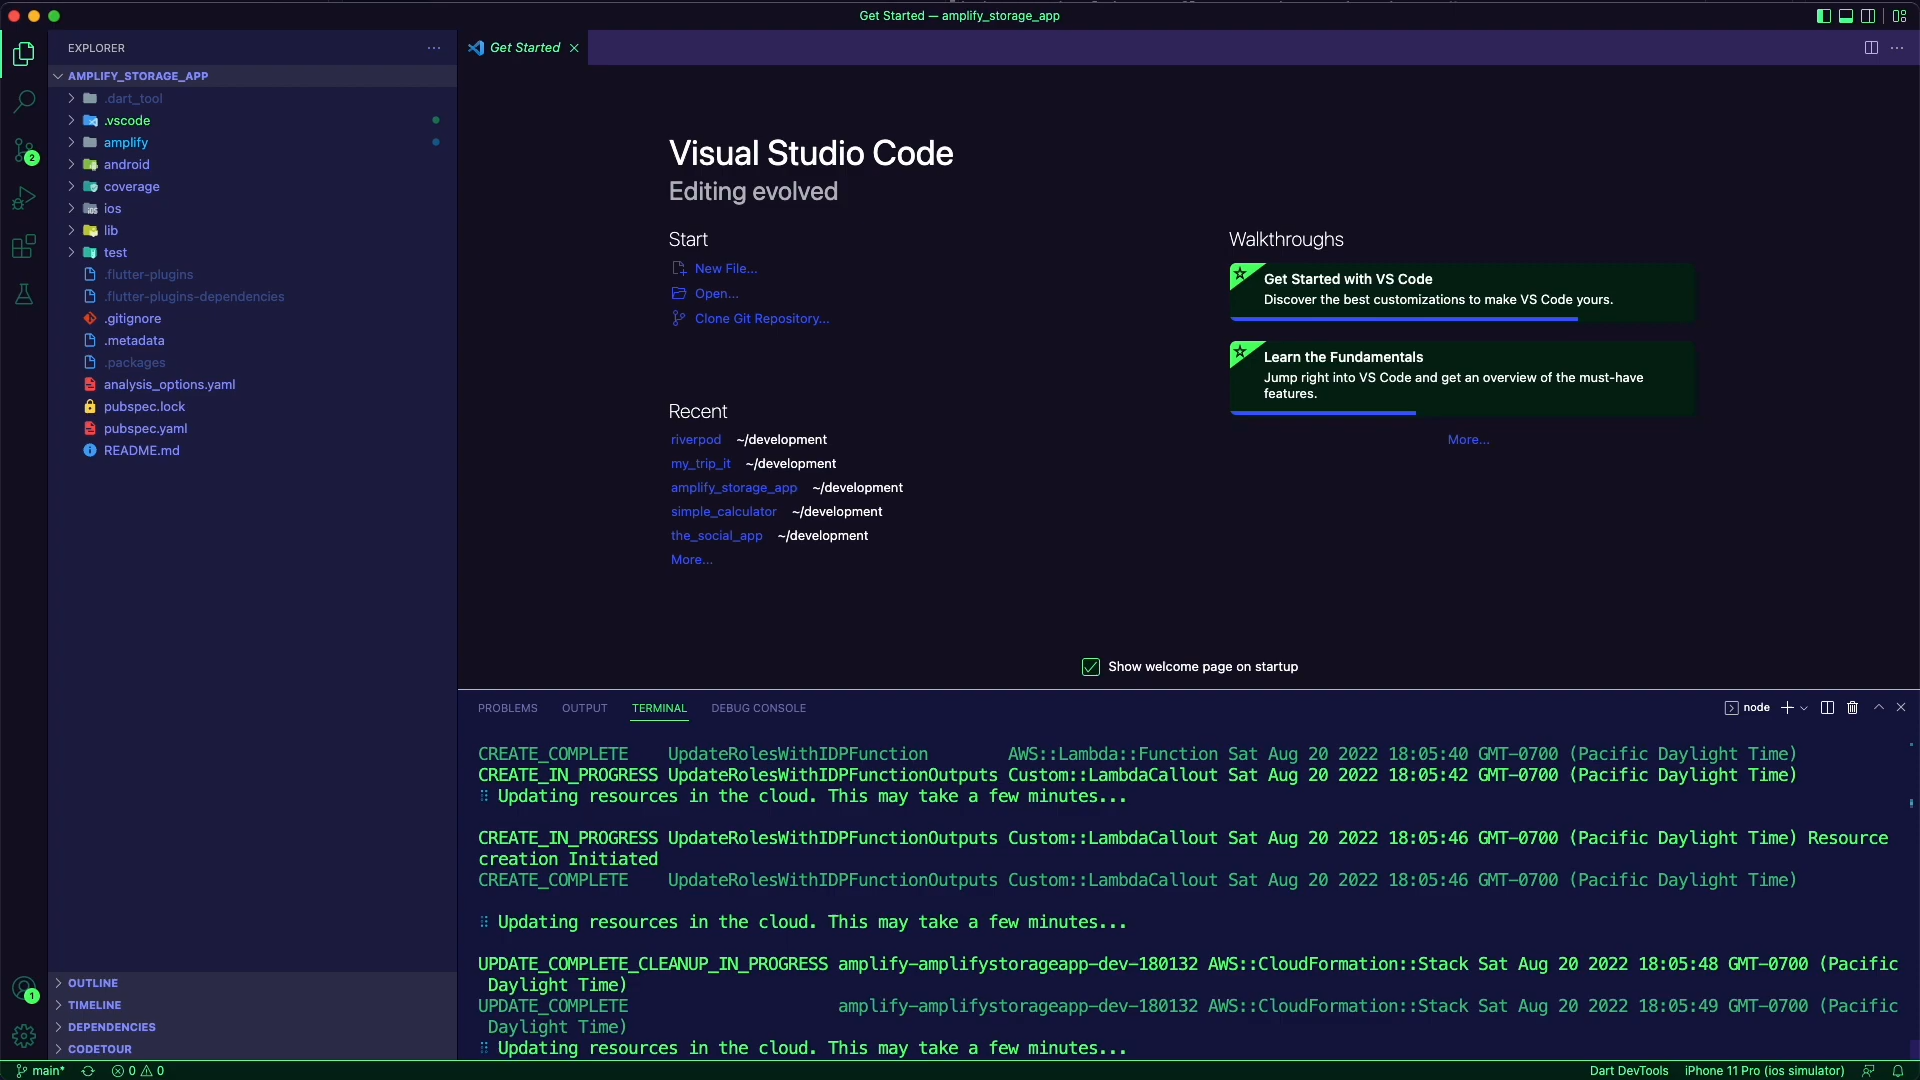 Get Started — amplify_storage_app
EXPLORER
Get Started
AMPLIFY_STORAGE_APP
.dart_tool
.vscode
amplify
android
coverage
ios
lib
test
.flutter-plugins
.flutter-plugins-dependencies
.gitignore
.metadata
.packages
analysis_options.yaml
pubspec.lock
pubspec.yaml
README.md
2
Visual Studio Code
Editing evolved
Start
New File...
Open...
Clone Git Repository...
Recent
riverpod ~/development
my_trip_it ~/development
amplify_storage_app ~/development
simple_calculator ~/development
the_social_app ~/development
More...
Walkthroughs
Get Started with VS Code
Discover the best customizations to make VS Code yours.
Learn the Fundamentals
Jump right into VS Code and get an overview of the must-have
features.
More...
Show welcome page on startup
PROBLEMS OUTPUT TERMINAL DEBUG CONSOLE
node
CREATE_COMPLETE UpdateRolesWithIDPFunction AWS::Lambda::Function Sat Aug 20 2022 18:05:40 GMT-0700 (Pacific Daylight Time)
CREATE_IN_PROGRESS UpdateRolesWithIDPFunctionOutputs Custom::LambdaCallout Sat Aug 20 2022 18:05:42 GMT-0700 (Pacific Daylight Time)
⠿ Updating resources in the cloud. This may take a few minutes...
CREATE_IN_PROGRESS UpdateRolesWithIDPFunctionOutputs Custom::LambdaCallout Sat Aug 20 2022 18:05:46 GMT-0700 (Pacific Daylight Time) Resource
creation Initiated
CREATE_COMPLETE UpdateRolesWithIDPFunctionOutputs Custom::LambdaCallout Sat Aug 20 2022 18:05:46 GMT-0700 (Pacific Daylight Time)
⠿ Updating resources in the cloud. This may take a few minutes...
UPDATE_COMPLETE_CLEANUP_IN_PROGRESS amplify-amplifystorageapp-dev-180132 AWS::CloudFormation::Stack Sat Aug 20 2022 18:05:48 GMT-0700 (Pacific
Daylight Time)
UPDATE_COMPLETE amplify-amplifystorageapp-dev-180132 AWS::CloudFormation::Stack Sat Aug 20 2022 18:05:49 GMT-0700 (Pacific
Daylight Time)
⠿ Updating resources in the cloud. This may take a few minutes...
OUTLINE
TIMELINE
DEPENDENCIES
CODETOUR
1
main* 0 0
Dart DevTools iPhone 11 Pro (ios simulator)